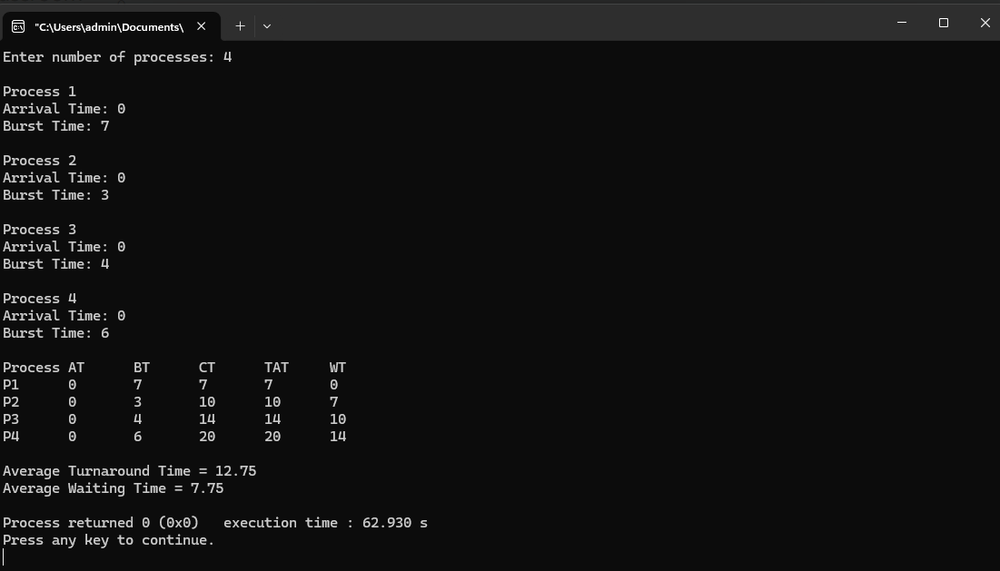 "C:\Users\admin\Documents\
Enter number of processes: 4
Process 1
Arrival Time: 0
Burst Time: 7
Process 2
Arrival Time: 0
Burst Time: 3
Process 3
Arrival Time: 0
Burst Time: 4
Process 4
Arrival Time: 0
Burst Time: 6
Process AT BT CT TAT WT
P1 0 7 7 7 0
P2 0 3 10 10 7
P3 0 4 14 14 10
P4 0 6 20 20 14
Average Turnaround Time = 12.75
Average Waiting Time = 7.75
Process returned 0 (0x0) execution time : 62.930 s
Press any key to continue.